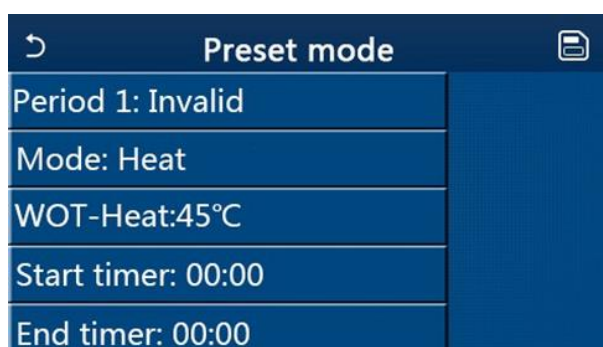 Preset mode
Period 1: Invalid
Mode: Heat
WOT-Heat:45℃
Start timer: 00:00
End timer: 00:00